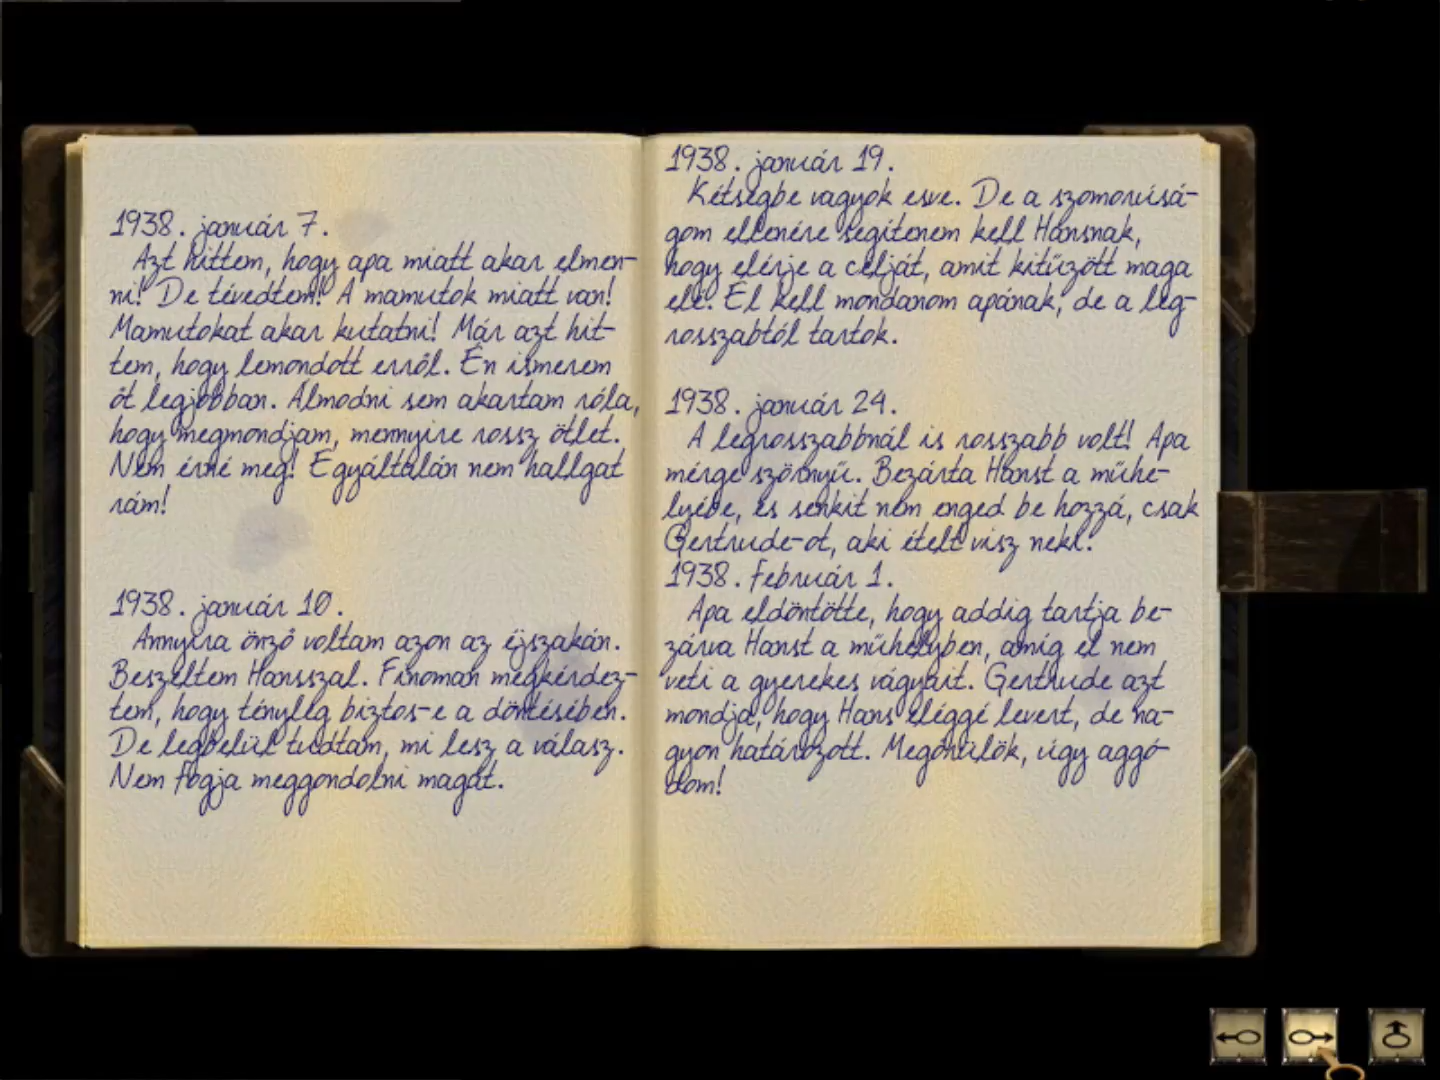 1938. január 7.
Azt hittem, hogy apa miatt akar elmen-
ni! De tévedtem! A mamutok miatt van!
Mamutokat akar kutatni! Már azt hit-
tem, hogy lemondott erről. Én ismerem
őt legjobban. Álmodni sem akartam róla,
hogy megmondjam, mennyire rossz ötlet.
Nem érné meg! Egyáltalán nem hallgat
rám!
1938. január 10.
Annyira önző voltam azon az éjszakán.
Beszéltem Hansszal. Finoman megkérdez-
tem, hogy tényleg biztos-e a döntésében.
De legbelül tudtam, mi lesz a válasz.
Nem fogja meggondolni magát.
1938. január 19.
Kétségbe vagyok esve. De a szomorúsá-
gom ellenére segítenem kell Hansnak,
hogy elérje a célját, amit kitűzött maga
elé. El kell mondanom apának, de a leg-
rosszabtól tartok.
1938. január 24.
A legrosszabbnál is rosszabb volt! Apa
mérge szörnyű. Bezárta Hanst a műhe-
lyébe, és senkit nem enged be hozzá, csak
Gertrude-ot, aki ételt visz neki.
1938. Február 1.
Apa eldöntötte, hogy addig tartja be-
zárva Hanst a műhelyben, amíg el nem
veti a gyerekes vágyait. Gertrude azt
mondja, hogy Hans eléggé levert, de na-
gyon határozott. Megőrülök, úgy aggó-
dom!